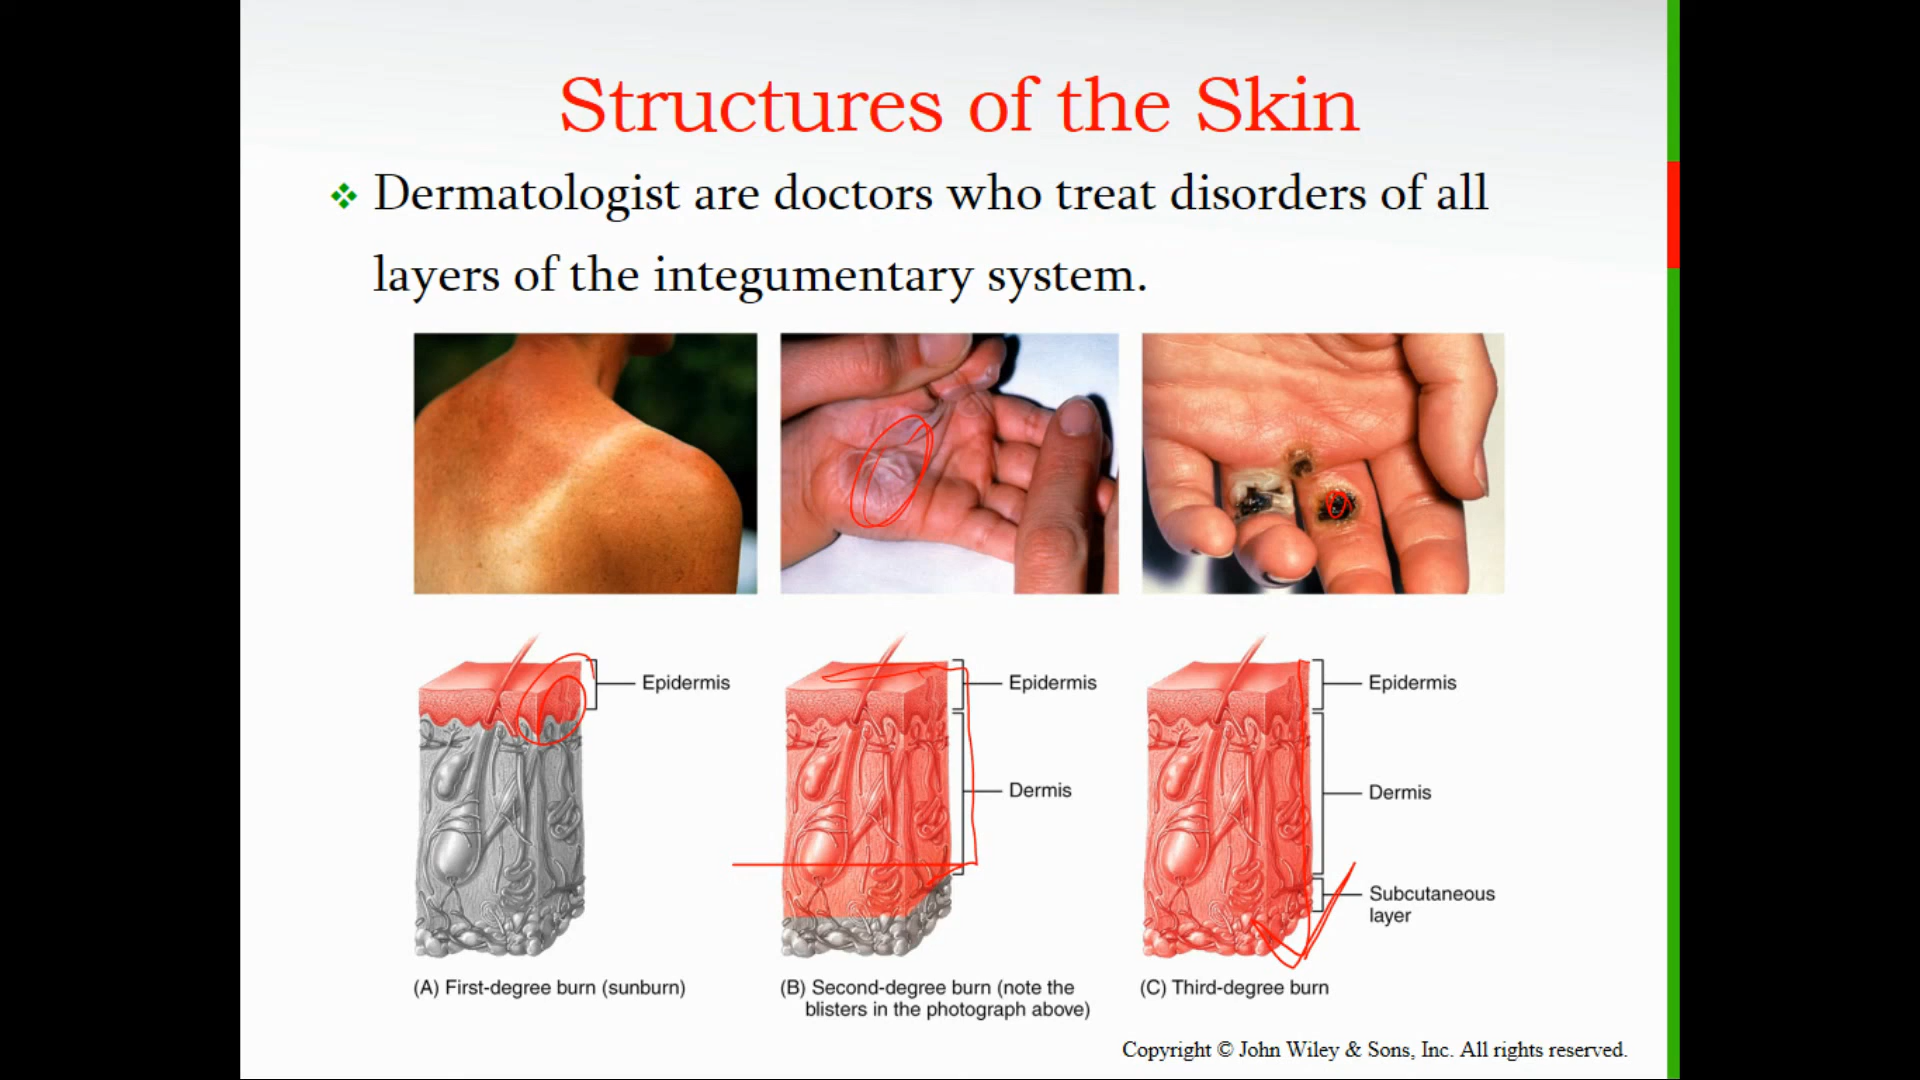 Structures of the Skin
Dermatologist are doctors who treat disorders of all
layers of the integumentary system.
Epidermis
Epidermis
Dermis
Epidermis
Dermis
Subcutaneous
layer
(A) First-degree burn (sunburn)
(B) Second-degree burn (note the
blisters in the photograph above)
(C) Third-degree burn
Copyright © John Wiley & Sons, Inc. All rights reserved.